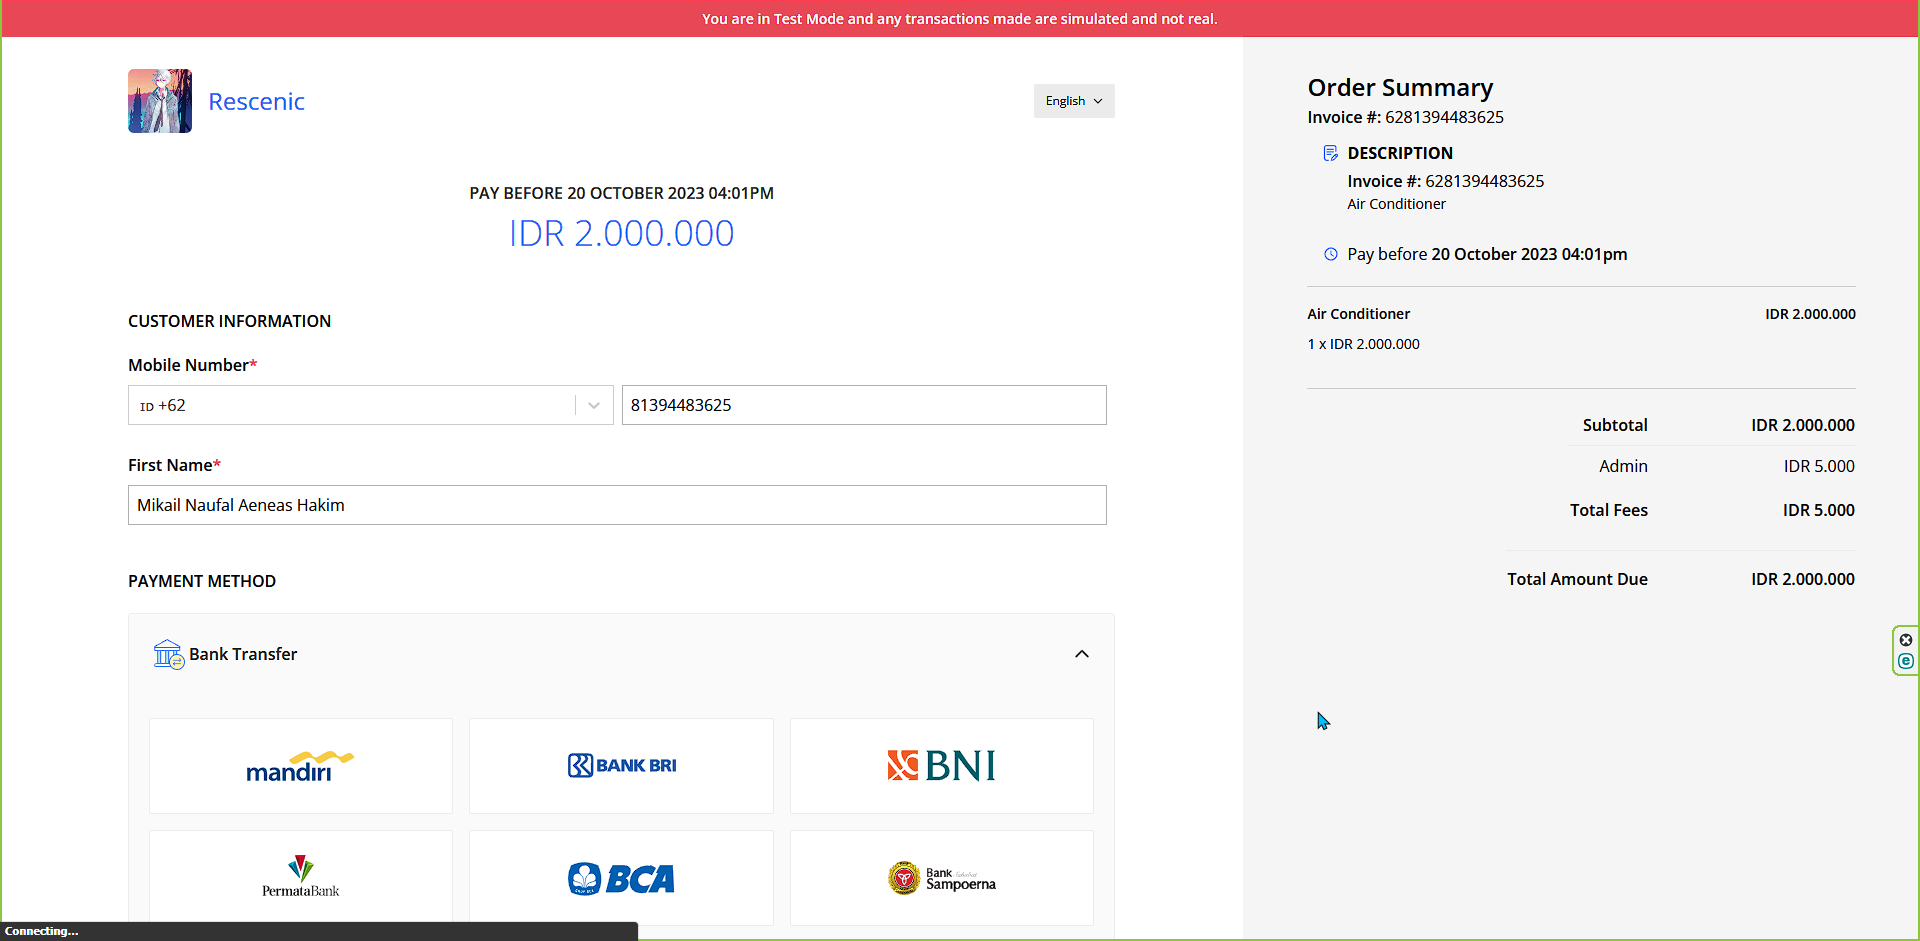 You are in Test Mode and any transactions made are simulated and not real.
Rescenic
English
PAY BEFORE 20 OCTOBER 2023 04:01PM
IDR 2.000.000
CUSTOMER INFORMATION
Mobile Number*
ID +62
81394483625
First Name*
Mikail Naufal Aeneas Hakim
PAYMENT METHOD
Bank Transfer
mandiri
BANK BRI
BNI
PermataBank
BCA
Bank
Sampoerna
Connecting...
Order Summary
Invoice #: 6281394483625
DESCRIPTION
Invoice #: 6281394483625
Air Conditioner
Pay before 20 October 2023 04:01pm
Air Conditioner IDR 2.000.000
1 x IDR 2.000.000
Subtotal IDR 2.000.000
Admin IDR 5.000
Total Fees IDR 5.000
Total Amount Due IDR 2.000.000